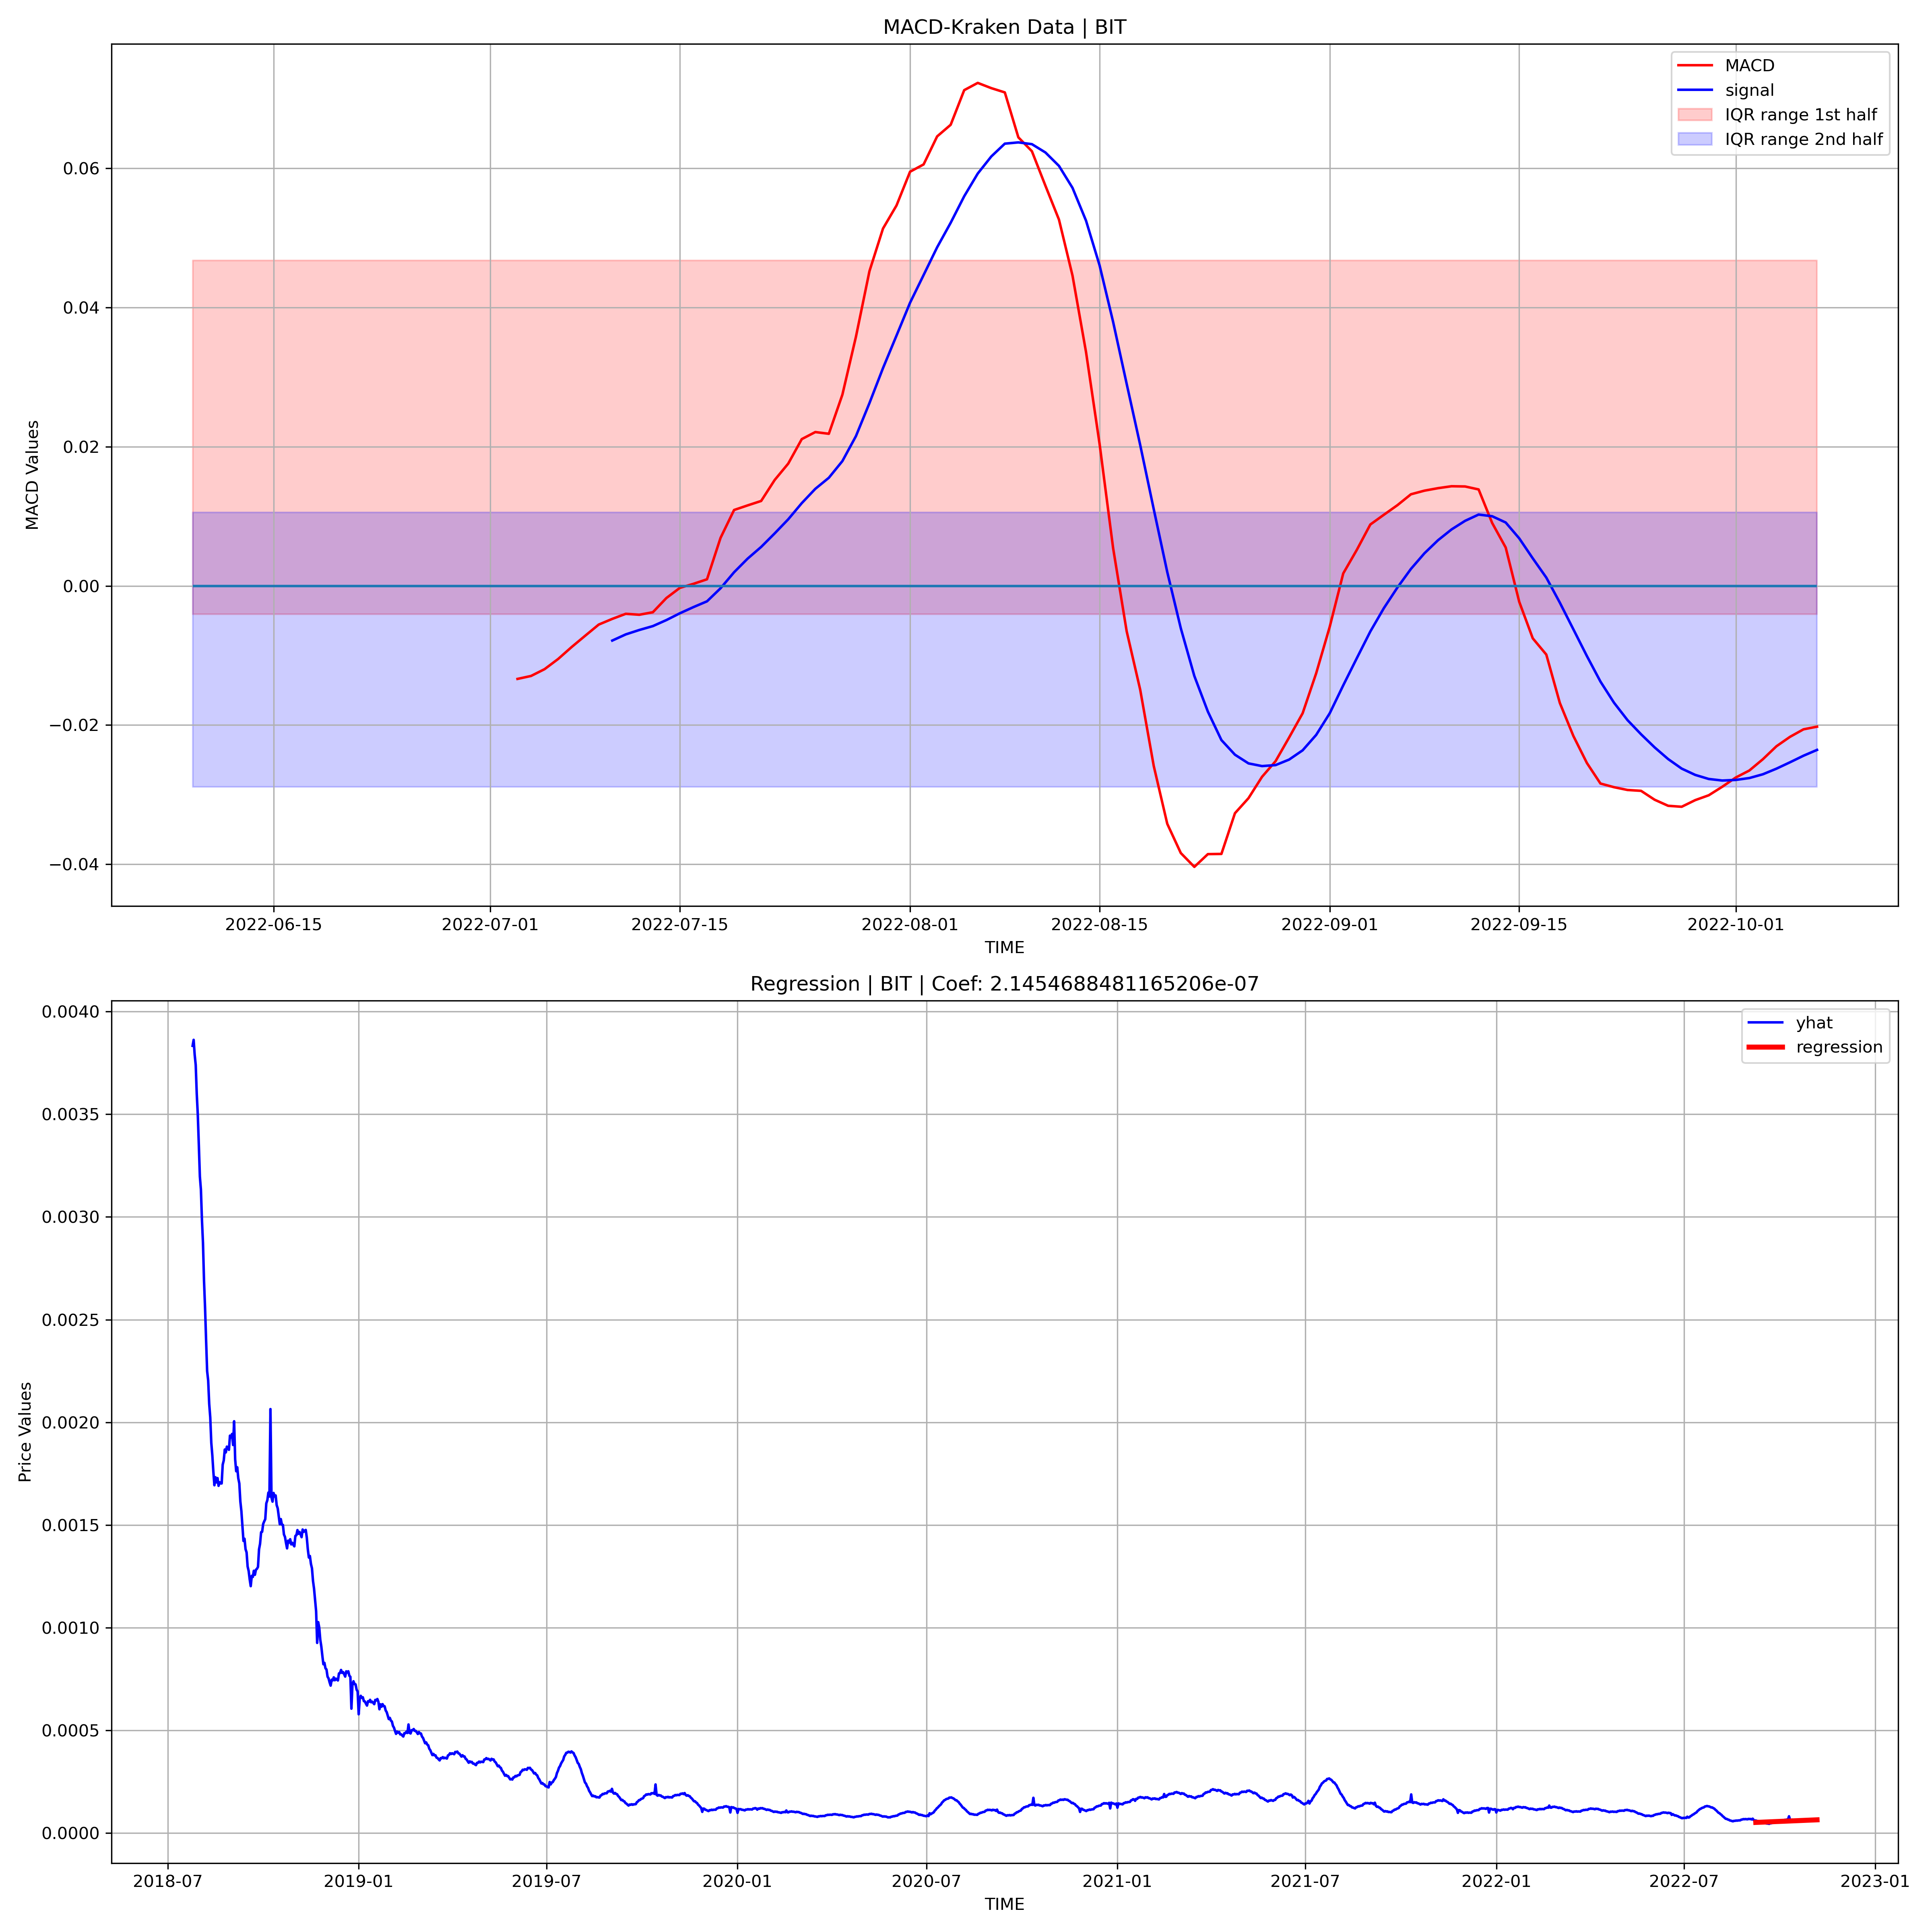 MACD-Kraken Data | BIT
MACD
signal
IQR range 1st half
IQR range 2nd half
MACD Values
0.06
0.04
0.02
0.00
−0.02
−0.04
2022-06-15 2022-07-01 2022-07-15 2022-08-01 2022-08-15 2022-09-01 2022-09-15 2022-10-01
TIME
Regression | BIT | Coef: 2.1454688481165206e-07
yhat
regression
Price Values
0.0040
0.0035
0.0030
0.0025
0.0020
0.0015
0.0010
0.0005
0.0000
2018-07 2019-01 2019-07 2020-01 2020-07 2021-01 2021-07 2022-01 2022-07 2023-01
TIME